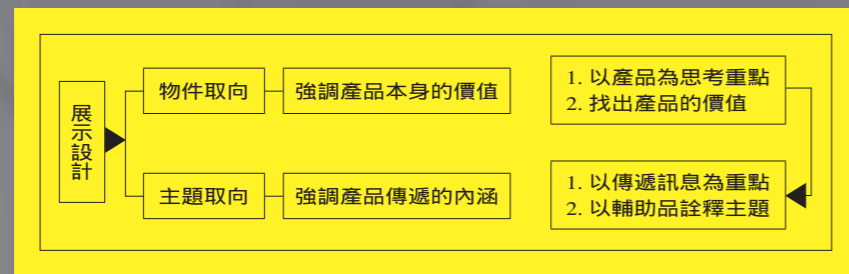 展示設計
物件取向
強調產品本身的價值
1. 以產品為思考重點
2. 找出產品的價值
主題取向
強調產品傳遞的內涵
1. 以傳遞訊息為重點
2. 以輔助品詮釋主題